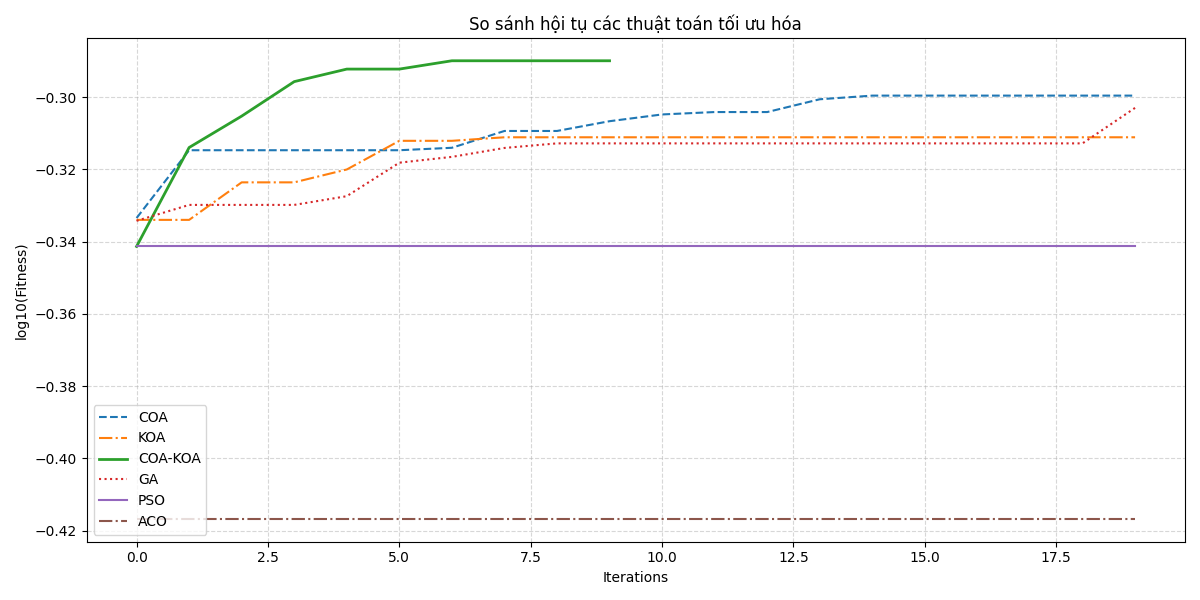 So sánh hội tụ các thuật toán tối ưu hóa
log10(Fitness)
−0.30
−0.32
−0.34
−0.36
−0.38
−0.40
−0.42
COA
KOA
COA-KOA
GA
PSO
ACO
0.0 2.5 5.0 7.5 10.0 12.5 15.0 17.5
Iterations